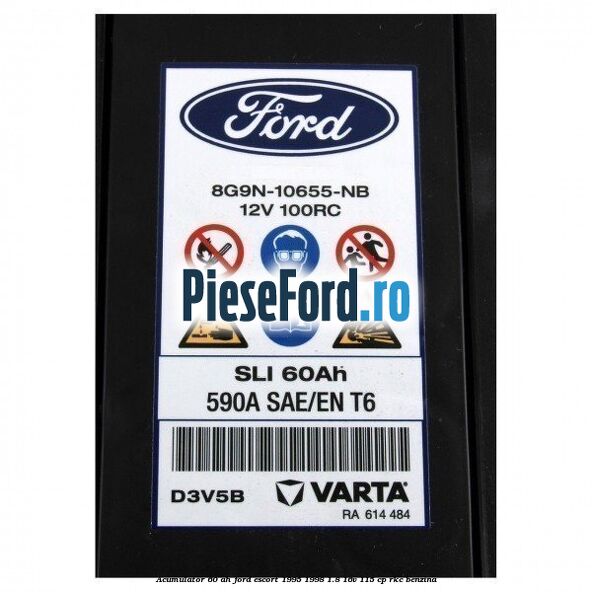 Ford
8G9N-10655-NB
12V 100RC
PieseFord.ro
SLI 60Ah
590A SAE/EN T6
D3V5B VARTA
RA 614 484
Acumulator 60 ah ford escort 1995 1998 1.8 16v 115 cp rkc benzina